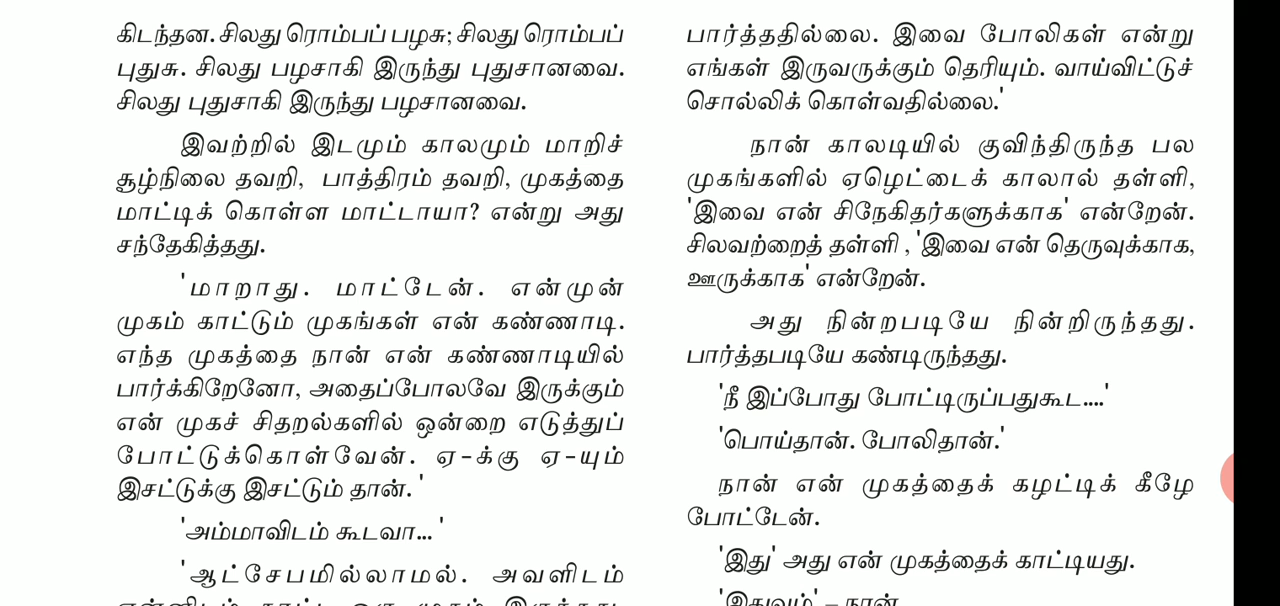 கிடந்தன. சிலது ரொம்பப் பழசு; சிலது ரொம்பப்
புதுசு. சிலது பழசாகி இருந்து புதுசானவை.
சிலது புதுசாகி இருந்து பழசானவை.
இவற்றில் இடமும் காலமும் மாறிச்
சூழ்நிலை தவறி, பாத்திரம் தவறி, முகத்தை
மாட்டிக் கொள்ள மாட்டாயா? என்று அது
சந்தேகித்தது.
'மாறாது. மாட்டேன். என்முன்
முகம் காட்டும் முகங்கள் என் கண்ணாடி.
எந்த முகத்தை நான் என் கண்ணாடியில்
பார்க்கிறேனோ, அதைப்போலவே இருக்கும்
என் முகச் சிதறல்களில் ஒன்றை எடுத்துப்
போட்டுக்கொள்வேன். ஏ-க்கு ஏ-யும்
இசட்டுக்கு இசட்டும் தான். '
'அம்மாவிடம் கூடவா... '
'ஆட்சேபமில்லாமல். அவளிடம்
பார்த்ததில்லை. இவை போலிகள் என்று
எங்கள் இருவருக்கும் தெரியும். வாய்விட்டுச்
சொல்லிக் கொள்வதில்லை.'
நான் காலடியில் குவிந்திருந்த பல
முகங்களில் ஏழெட்டைக் காலால் தள்ளி,
'இவை என் சிநேகிதர்களுக்காக' என்றேன்.
சிலவற்றைத் தள்ளி , 'இவை என் தெருவுக்காக,
ஊருக்காக' என்றேன்.
அது நின்றபடியே நின்றிருந்தது.
பார்த்தபடியே கண்டிருந்தது.
'நீ இப்போது போட்டிருப்பதுகூட....'
'பொய்தான். போலிதான்.'
நான் என் முகத்தைக் கழட்டிக் கீழே
போட்டேன்.
'இது' அது என் முகத்தைக் காட்டியது.
'இதுவும்' – நான்